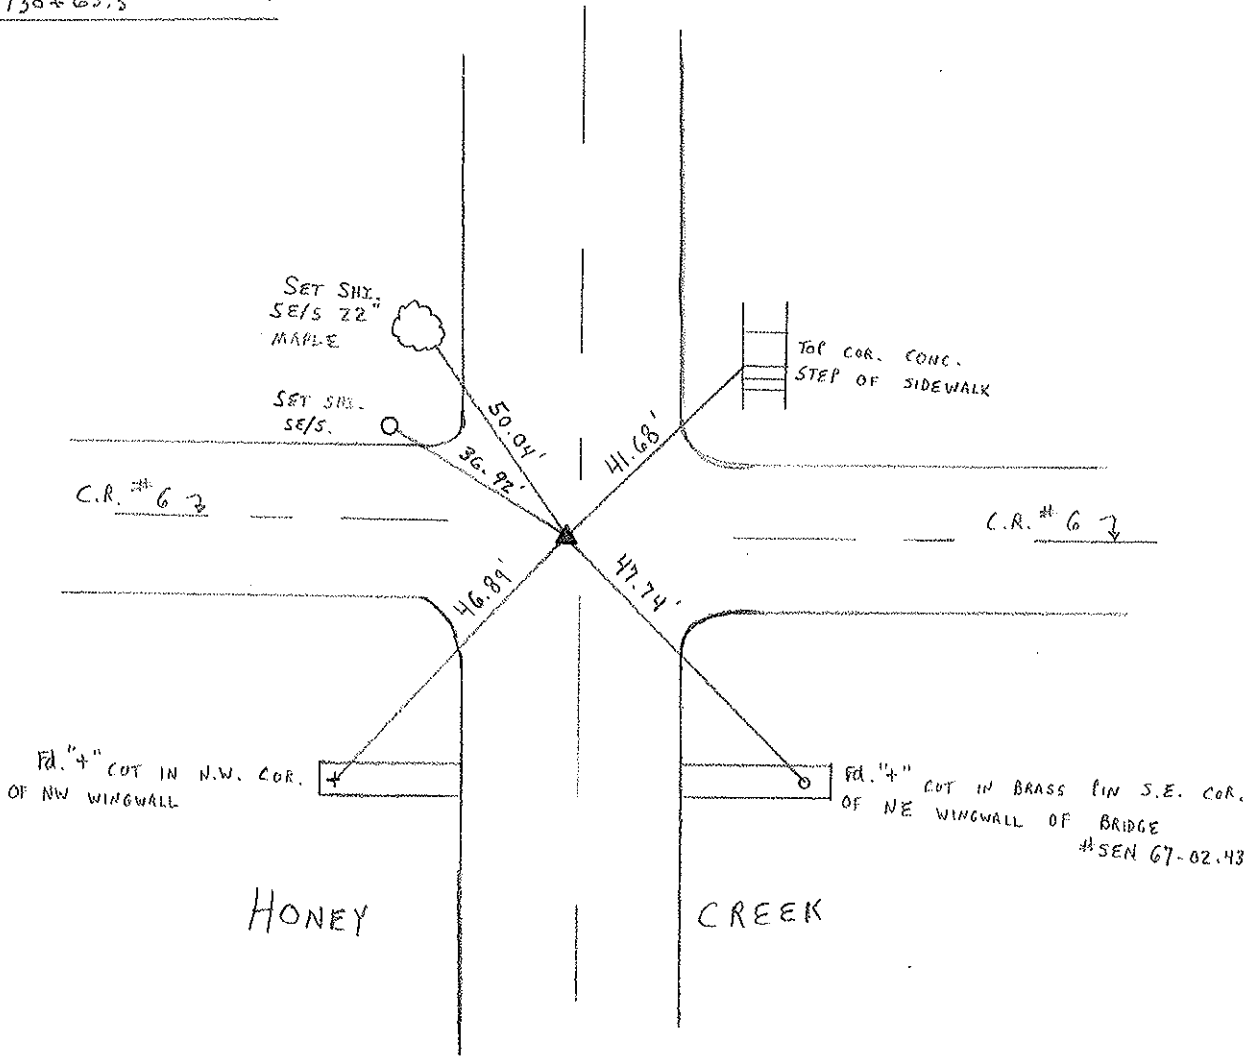 SET SHI.
SE/S 22"
MAPLE
SET SHI.
SE/S.
TOP COR. CONC.
STEP OF SIDEWALK
50.04'
36.92'
41.68'
C.R. # 6
C.R. # 6
46.89'
47.74'
Fd. "+" CUT IN N.W. COR.
OF NW WINGWALL
Fd. "+" CUT IN BRASS PIN S.E. COR.
OF NE WINGWALL OF BRIDGE
#SEN 67-02.43
HONEY CREEK